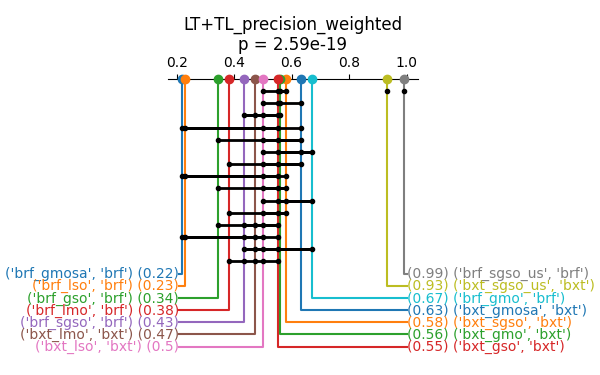 LT+TL_precision_weighted
p = 2.59e-19
0.2 0.4 0.6 0.8 1.0
('brf_gmosa', 'brf') (0.22) (0.99) ('brf_sgso_us', 'brf')
('brf_lso', 'brf') (0.23) (0.93) ('bxt_sgso_us', 'bxt')
('brf_gso', 'brf') (0.34) (0.67) ('brf_gmo', 'brf')
('brf_lmo', 'brf') (0.38) (0.63) ('bxt_gmosa', 'bxt')
('brf_sgso', 'brf') (0.43) (0.58) ('bxt_sgso', 'bxt')
('bxt_lmo', 'bxt') (0.47) (0.56) ('bxt_gmo', 'bxt')
('bxt_lso', 'bxt') (0.5) (0.55) ('bxt_gso', 'bxt')